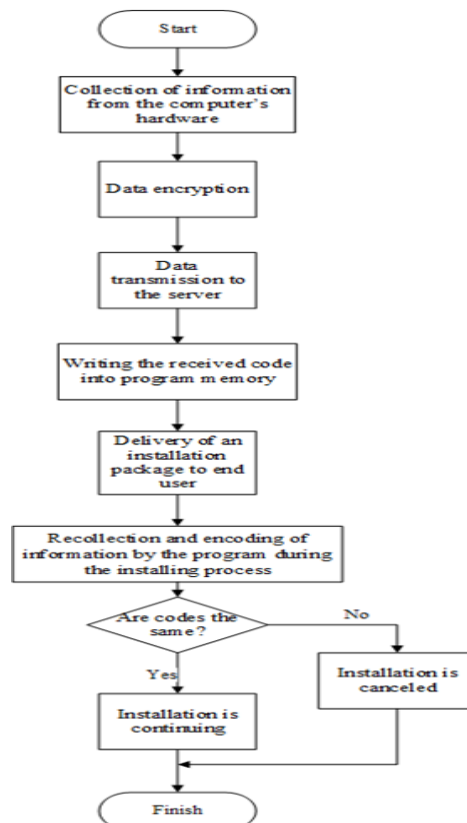 Start
Collection of information
from the computer's
hardware
Data encryption
Data
transmission to
the server
Writing the received code
into program memory
Delivery of an
installation
package to end
user
Recollection and encoding of
information by the program during
the installing process
Are codes the
same?
No
Yes
Installation is
canceled
Installation is
continuing
Finish